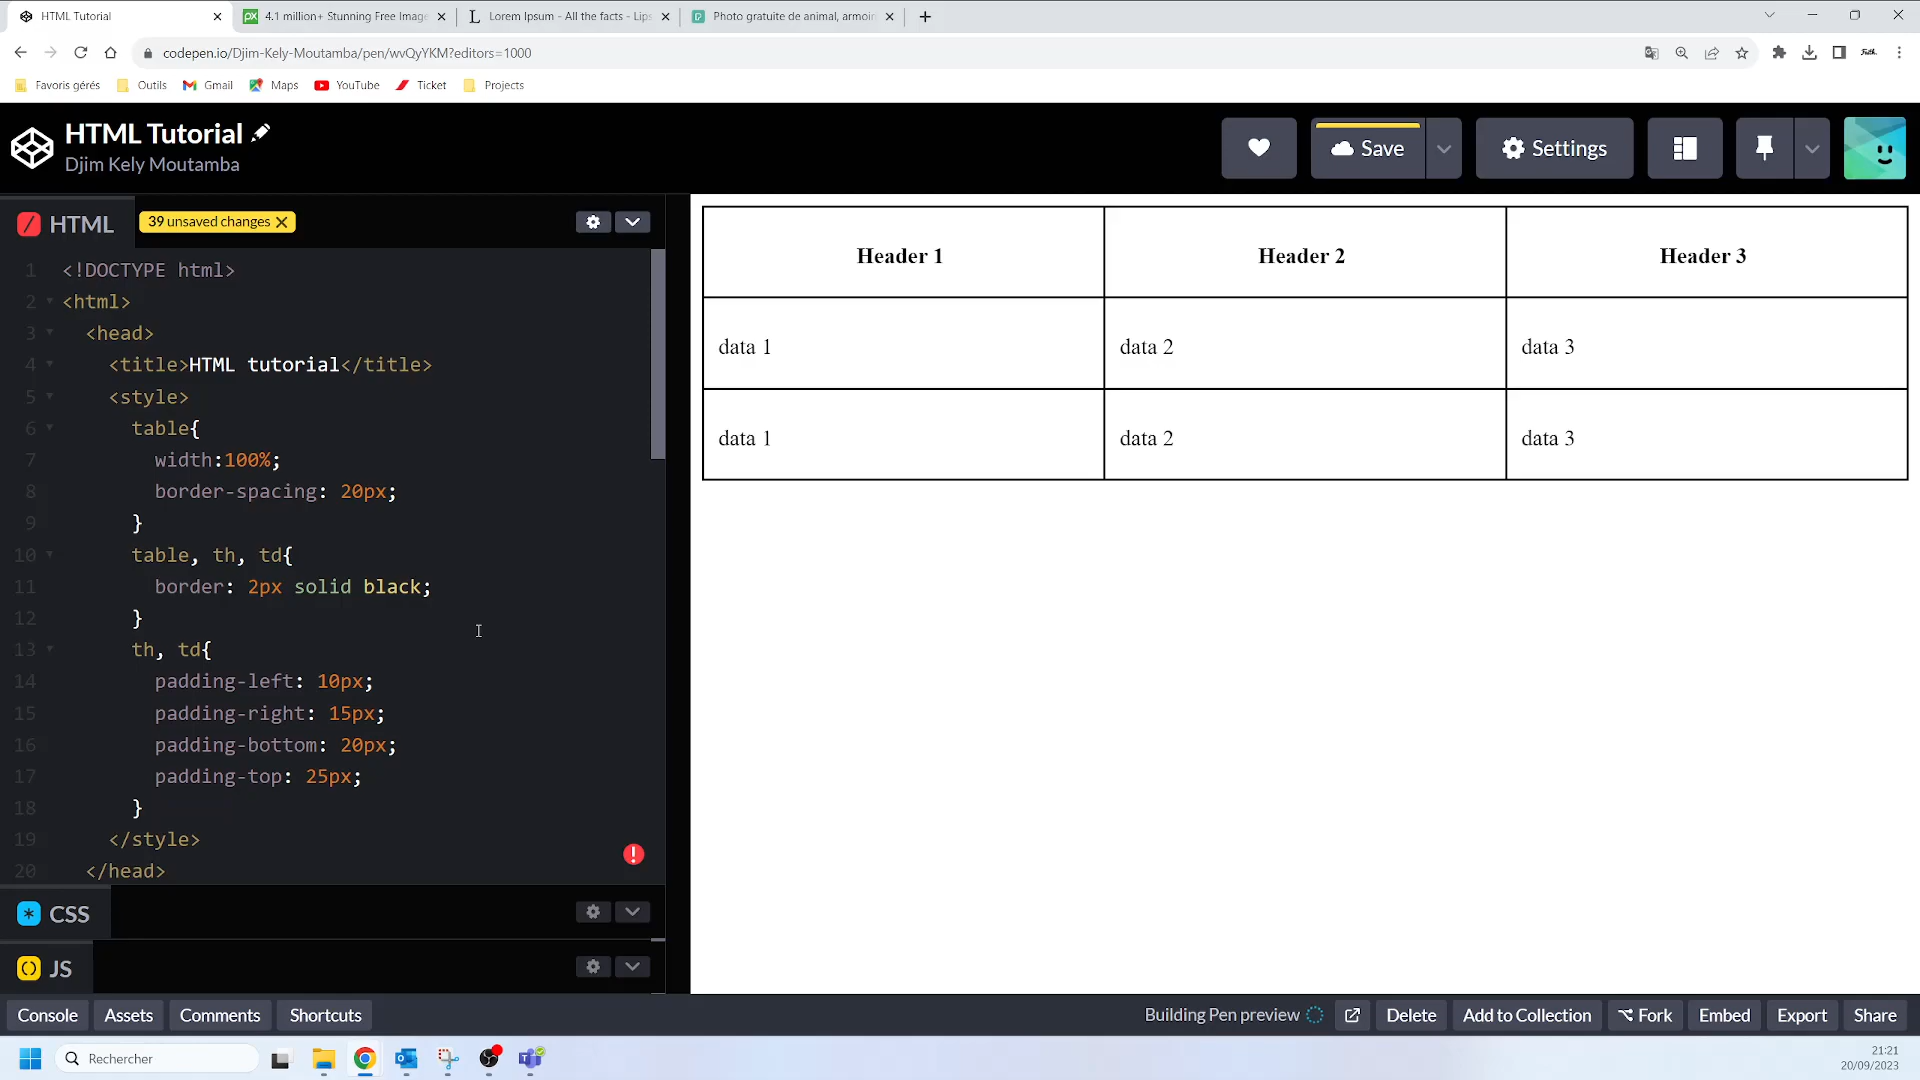 HTML Tutorial
4.1 million+ Stunning Free Image
Lorem Ipsum - All the facts - Lips
Photo gratuite de animal, armoir
codepen.io/Djim-Kely-Moutamba/pen/wvQyYKM?editors=1000
Favoris gérés
Outils
Gmail
Maps
YouTube
Ticket
Projects
HTML Tutorial
Djim Kely Moutamba
Save
Settings
HTML
39 unsaved changes
1 <!DOCTYPE html>
2 <html>
3 <head>
4 <title>HTML tutorial</title>
5 <style>
6 table{
7 width:100%;
8 border-spacing: 20px;
9 }
10 table, th, td{
11 border: 2px solid black;
12 }
13 th, td{
14 padding-left: 10px;
15 padding-right: 15px;
16 padding-bottom: 20px;
17 padding-top: 25px;
18 }
19 </style>
20 </head>
Header 1 Header 2 Header 3
data 1 data 2 data 3
data 1 data 2 data 3
CSS
JS
Console
Assets
Comments
Shortcuts
Building Pen preview
Delete
Add to Collection
Fork
Embed
Export
Share
Rechercher
21:21
20/09/2023